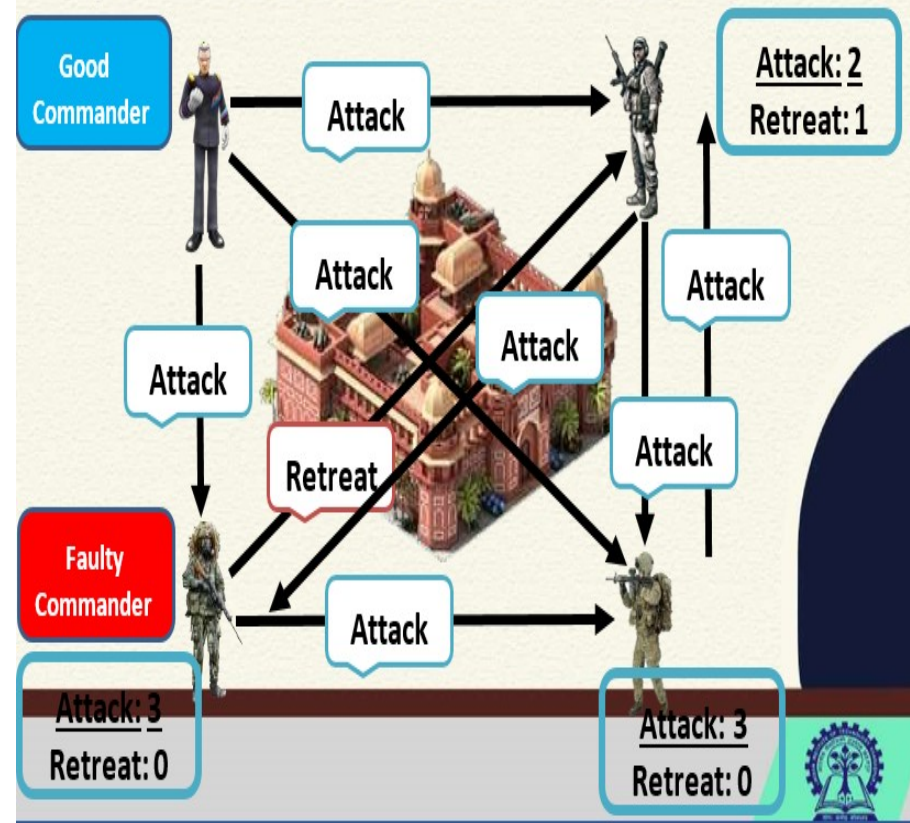 Good
Commander
Attack
Attack: 2
Retreat: 1
Attack
Attack
Attack
Attack
Attack
Retreat
Faulty
Commander
Attack
Attack: 3
Retreat: 0
Attack: 3
Retreat: 0